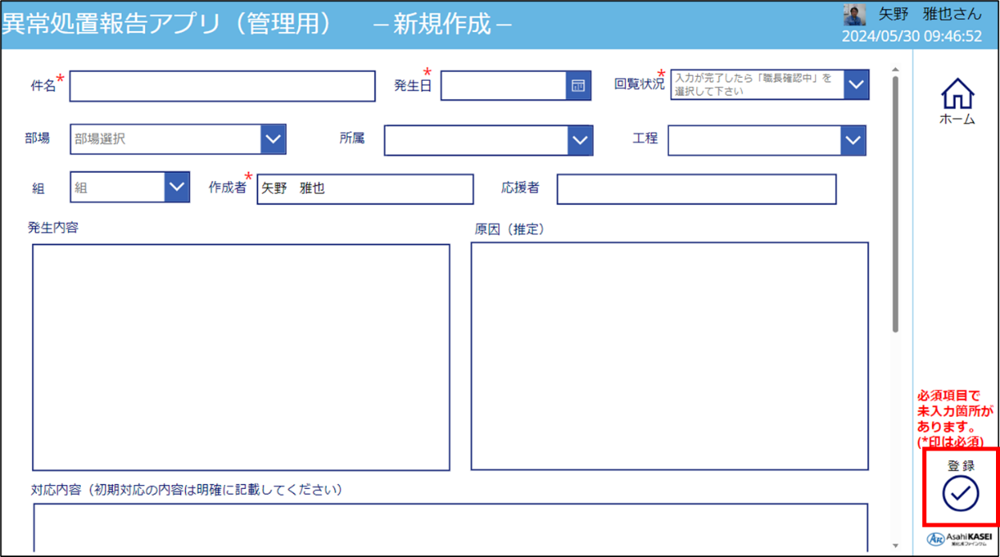 異常処置報告アプリ（管理用）　－新規作成－
矢野　雅也さん
2024/05/30 09:46:52
件名*
発生日*
回覧状況*
入力が完了したら「職長確認中」を
選択して下さい
ホーム
部場
部場選択
所属
工程
組
組
作成者*
矢野　雅也
応援者
発生内容
原因（推定）
対応内容（初期対応の内容は明確に記載してください）
必須項目で
未入力箇所が
あります。
(*印は必須)
登録
AsahiKASEI